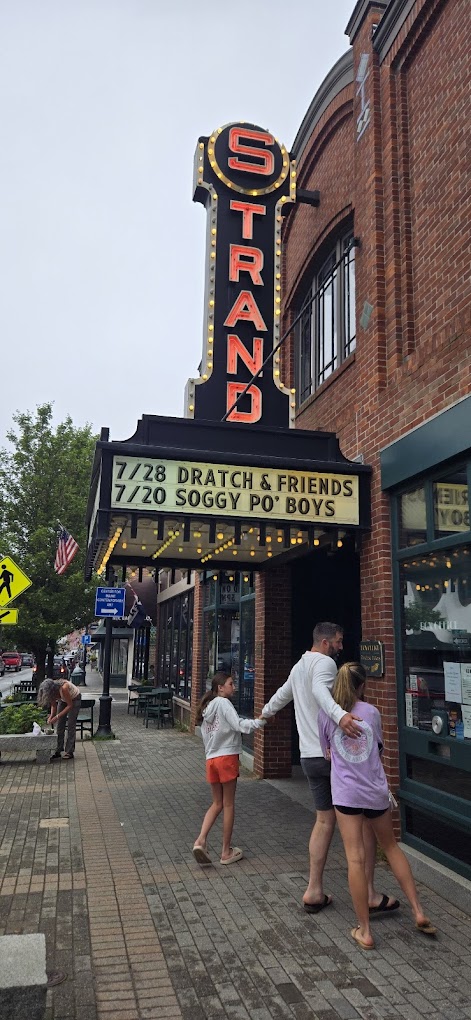 STRAND
7/28 DRATCH & FRIENDS
7/20 SOGGY PO' BOYS